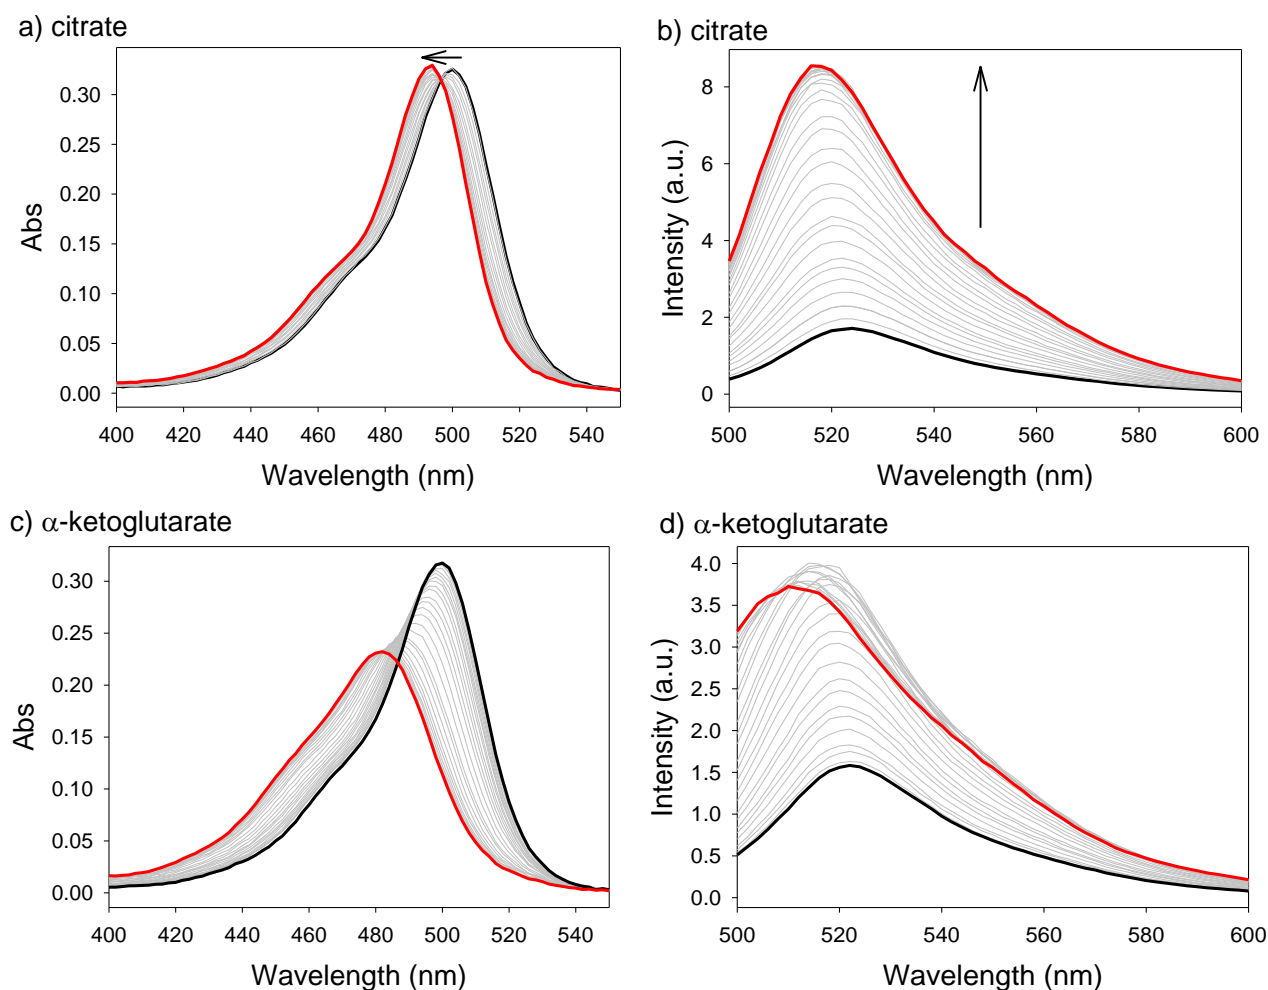 a) citrate
0.30
0.25
0.20
0.15
0.10
0.05
0.00
Abs
400 420 440 460 480 500 520 540
Wavelength (nm)
b) citrate
8
6
4
2
0
Intensity (a.u.)
500 520 540 560 580 600
Wavelength (nm)
c) α-ketoglutarate
0.30
0.25
0.20
0.15
0.10
0.05
0.00
Abs
400 420 440 460 480 500 520 540
Wavelength (nm)
d) α-ketoglutarate
4.0
3.5
3.0
2.5
2.0
1.5
1.0
0.5
0.0
Intensity (a.u.)
500 520 540 560 580 600
Wavelength (nm)